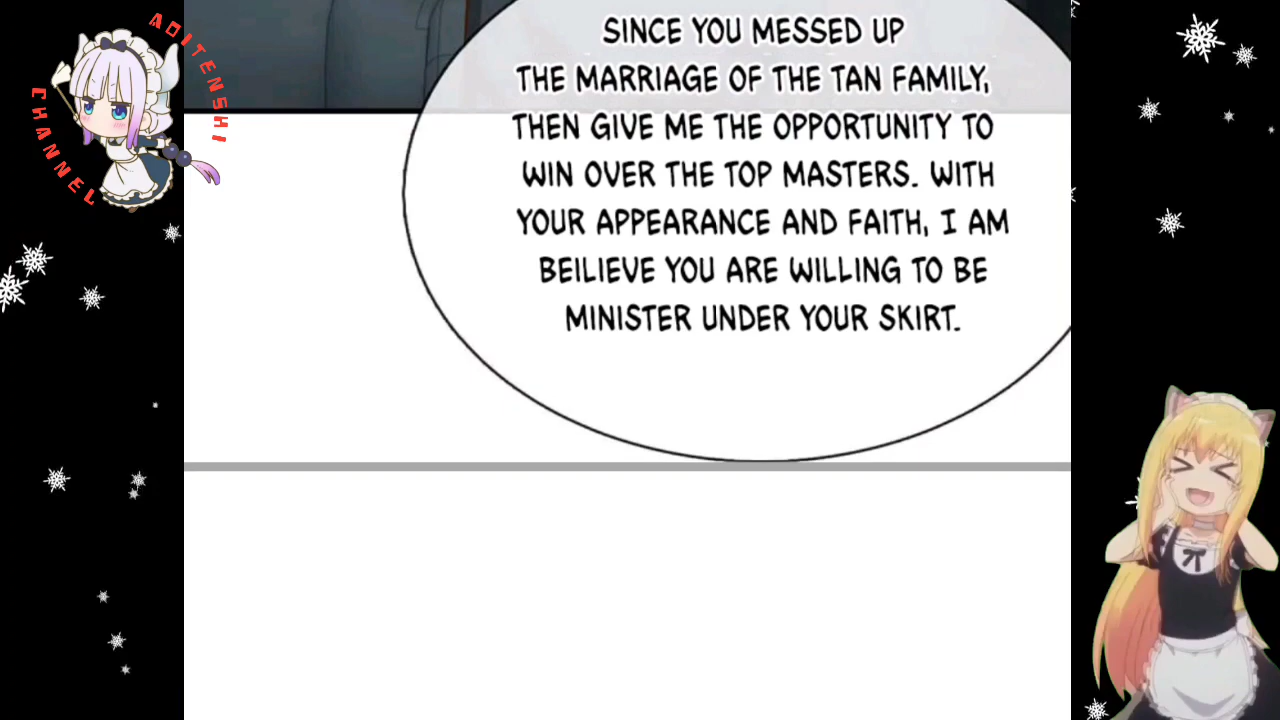 AOITENSHI
CHANNEL
SINCE YOU MESSED UP
THE MARRIAGE OF THE TAN FAMILY,
THEN GIVE ME THE OPPORTUNITY TO
WIN OVER THE TOP MASTERS. WITH
YOUR APPEARANCE AND FAITH, I AM
BEILIEVE YOU ARE WILLING TO BE
MINISTER UNDER YOUR SKIRT.